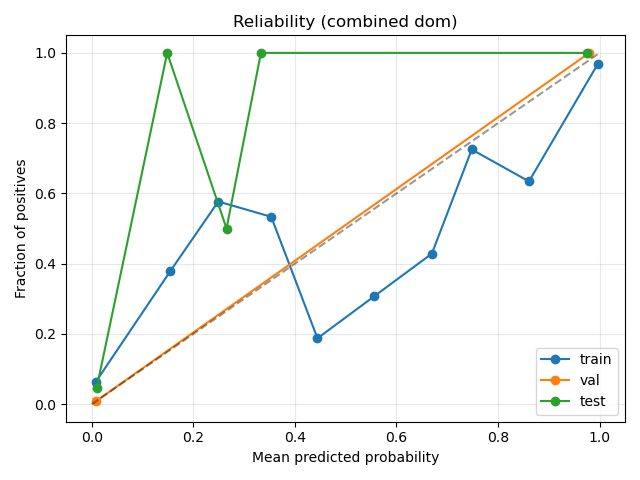 Reliability (combined dom)
Fraction of positives
1.0
0.8
0.6
0.4
0.2
0.0
0.0 0.2 0.4 0.6 0.8 1.0
Mean predicted probability
train
val
test